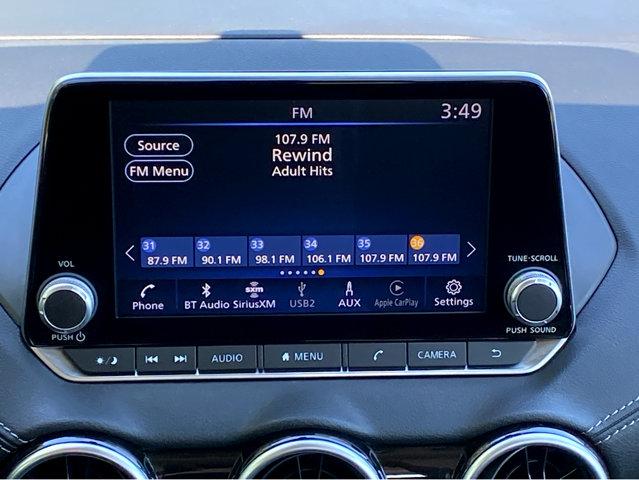 FM 3:49
Source
FM Menu
107.9 FM
Rewind
Adult Hits
31 32 33 34 35 36
87.9 FM 90.1 FM 98.1 FM 106.1 FM 107.9 FM 107.9 FM
Phone BT Audio SiriusXM USB2 AUX Apple CarPlay Settings
sxm
VOL
PUSH
TUNE·SCROLL
PUSH SOUND
AUDIO MENU CAMERA